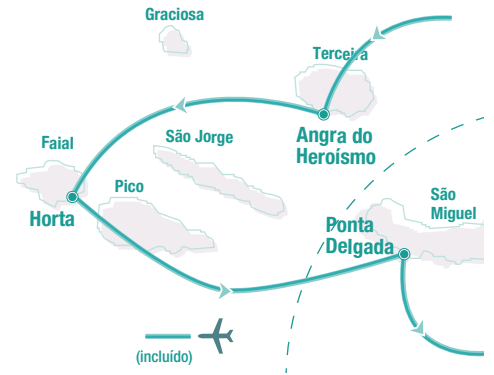 Graciosa
Terceira
Angra do
Heroísmo
Faial
São Jorge
Pico
Horta
São
Miguel
Ponta
Delgada
(incluído)